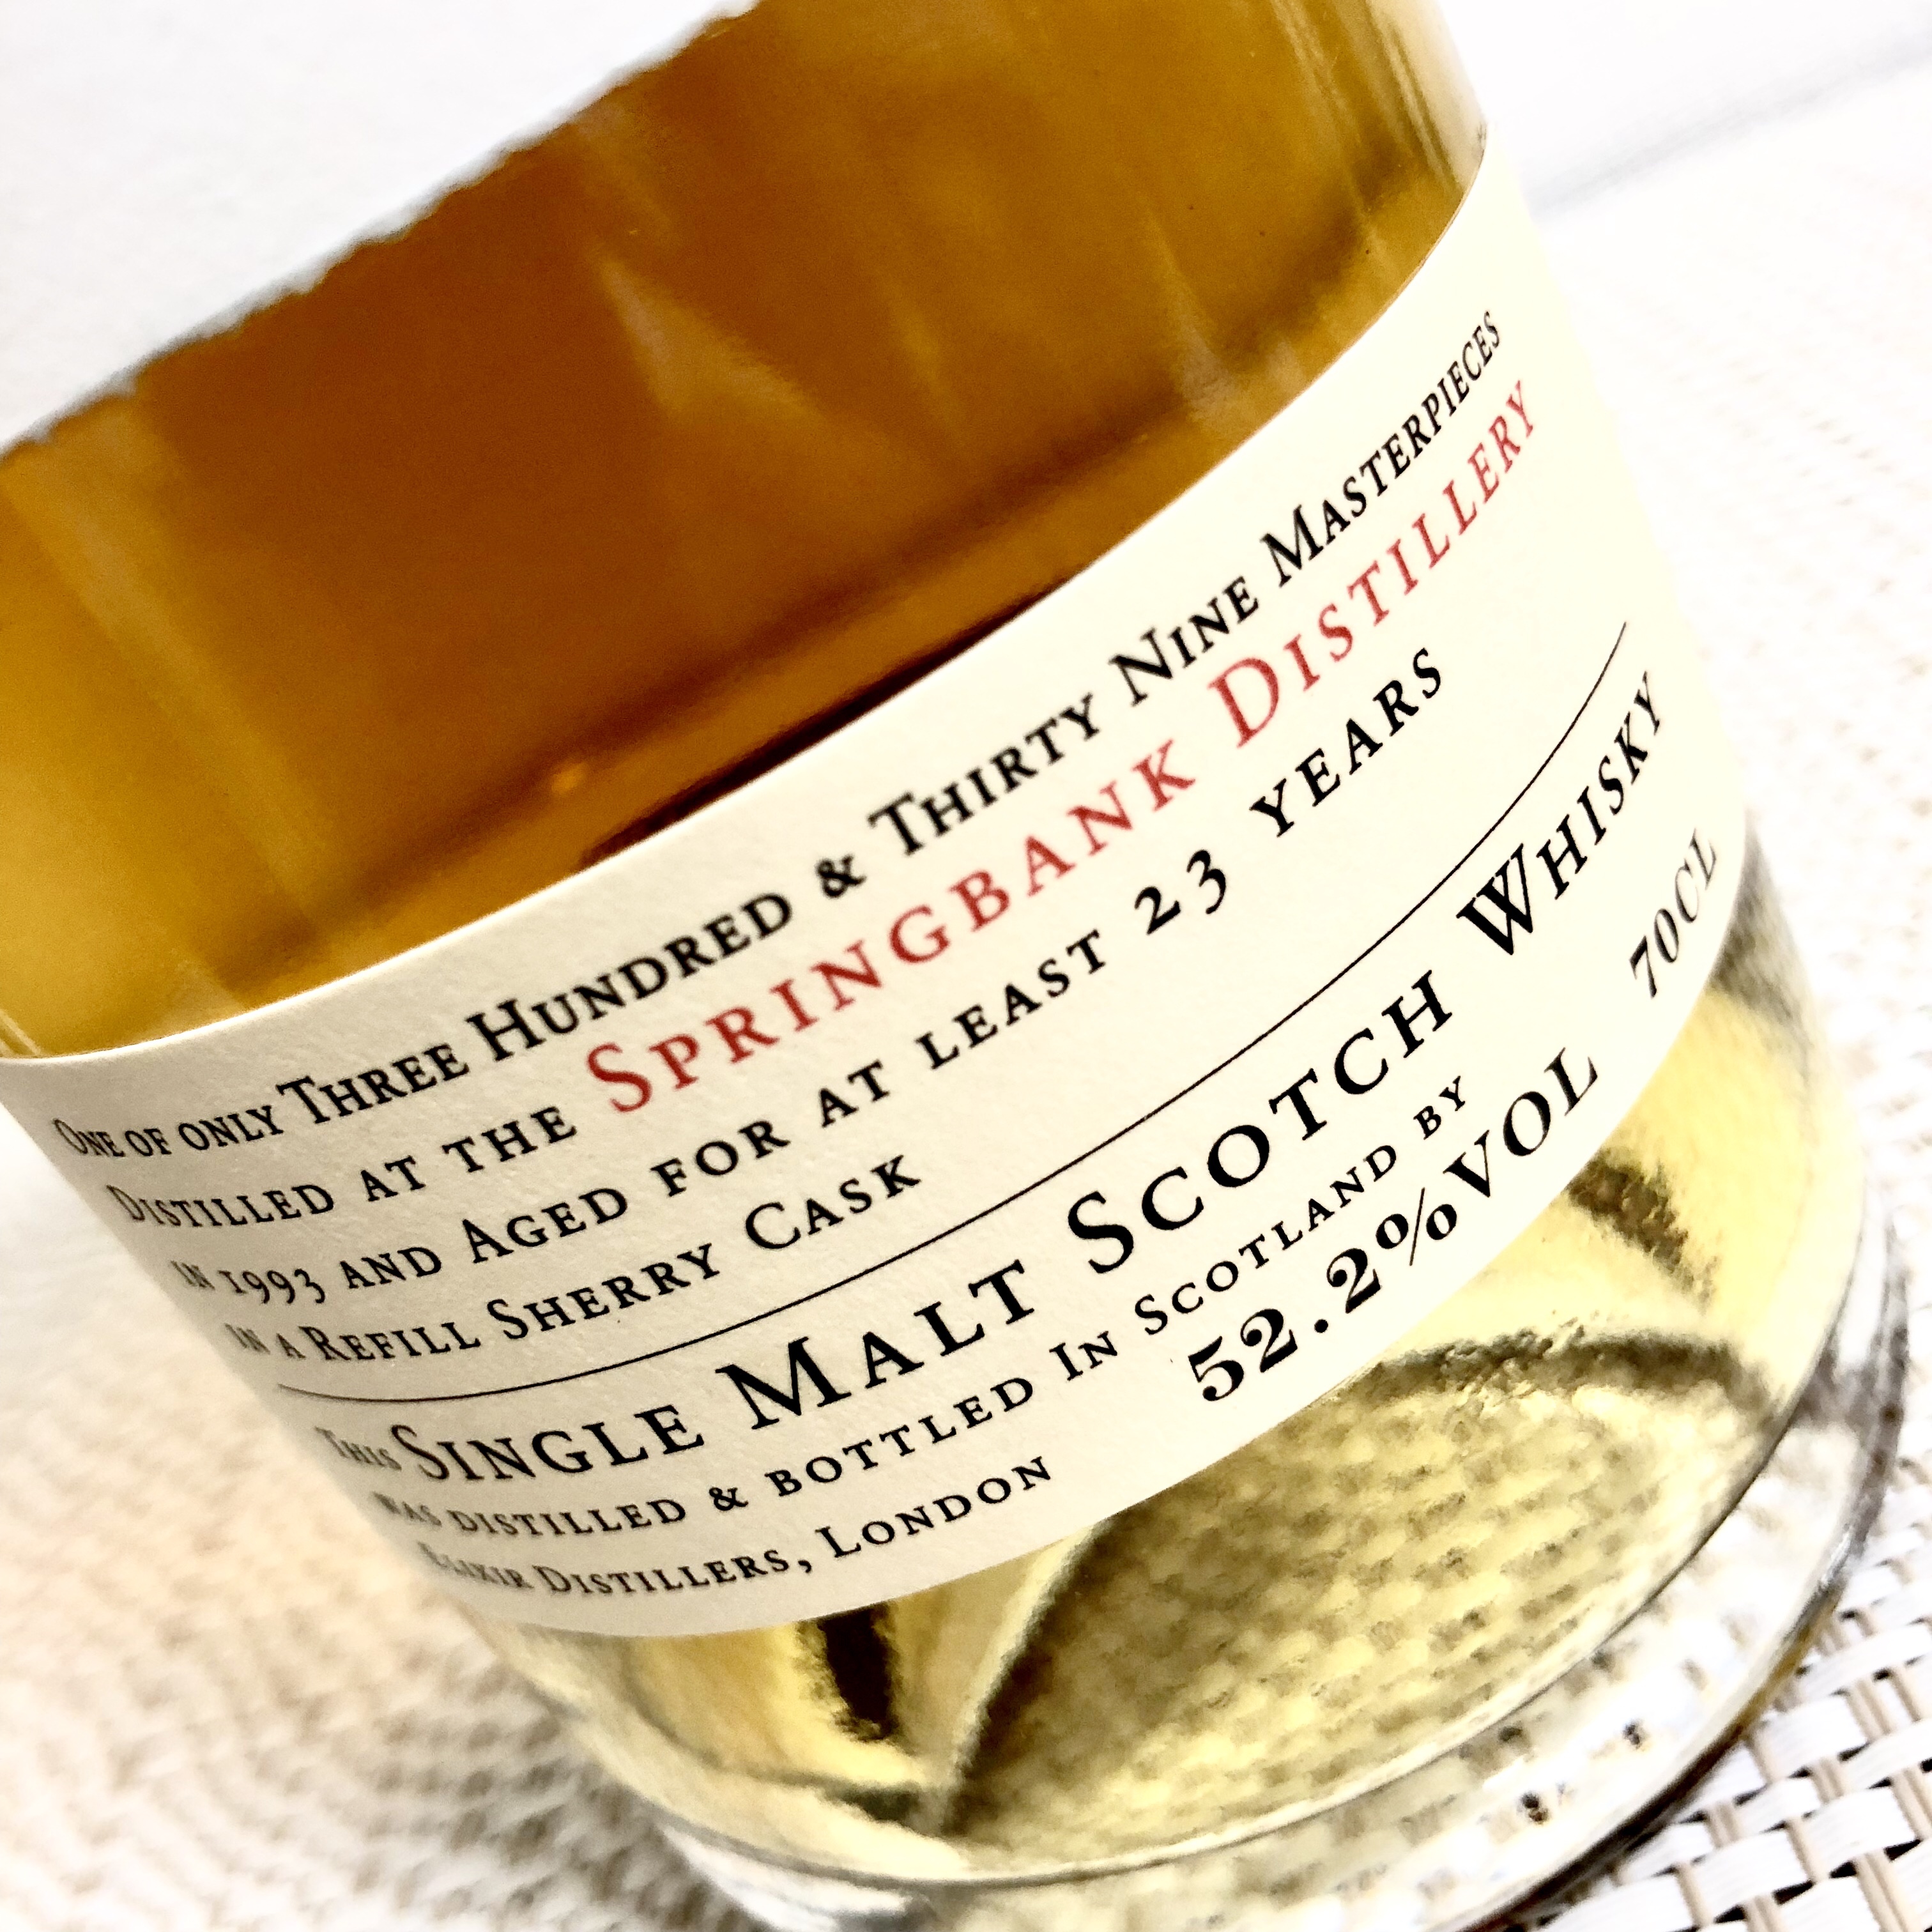 One of only Three Hundred & Thirty Nine Masterpieces
Distilled at the Springbank Distillery
in 1993 and Aged for at least 23 years
in a Refill Sherry Cask
This Single Malt Scotch Whisky
was distilled & bottled In Scotland by
Elixir Distillers, London
52.2%VOL 70CL